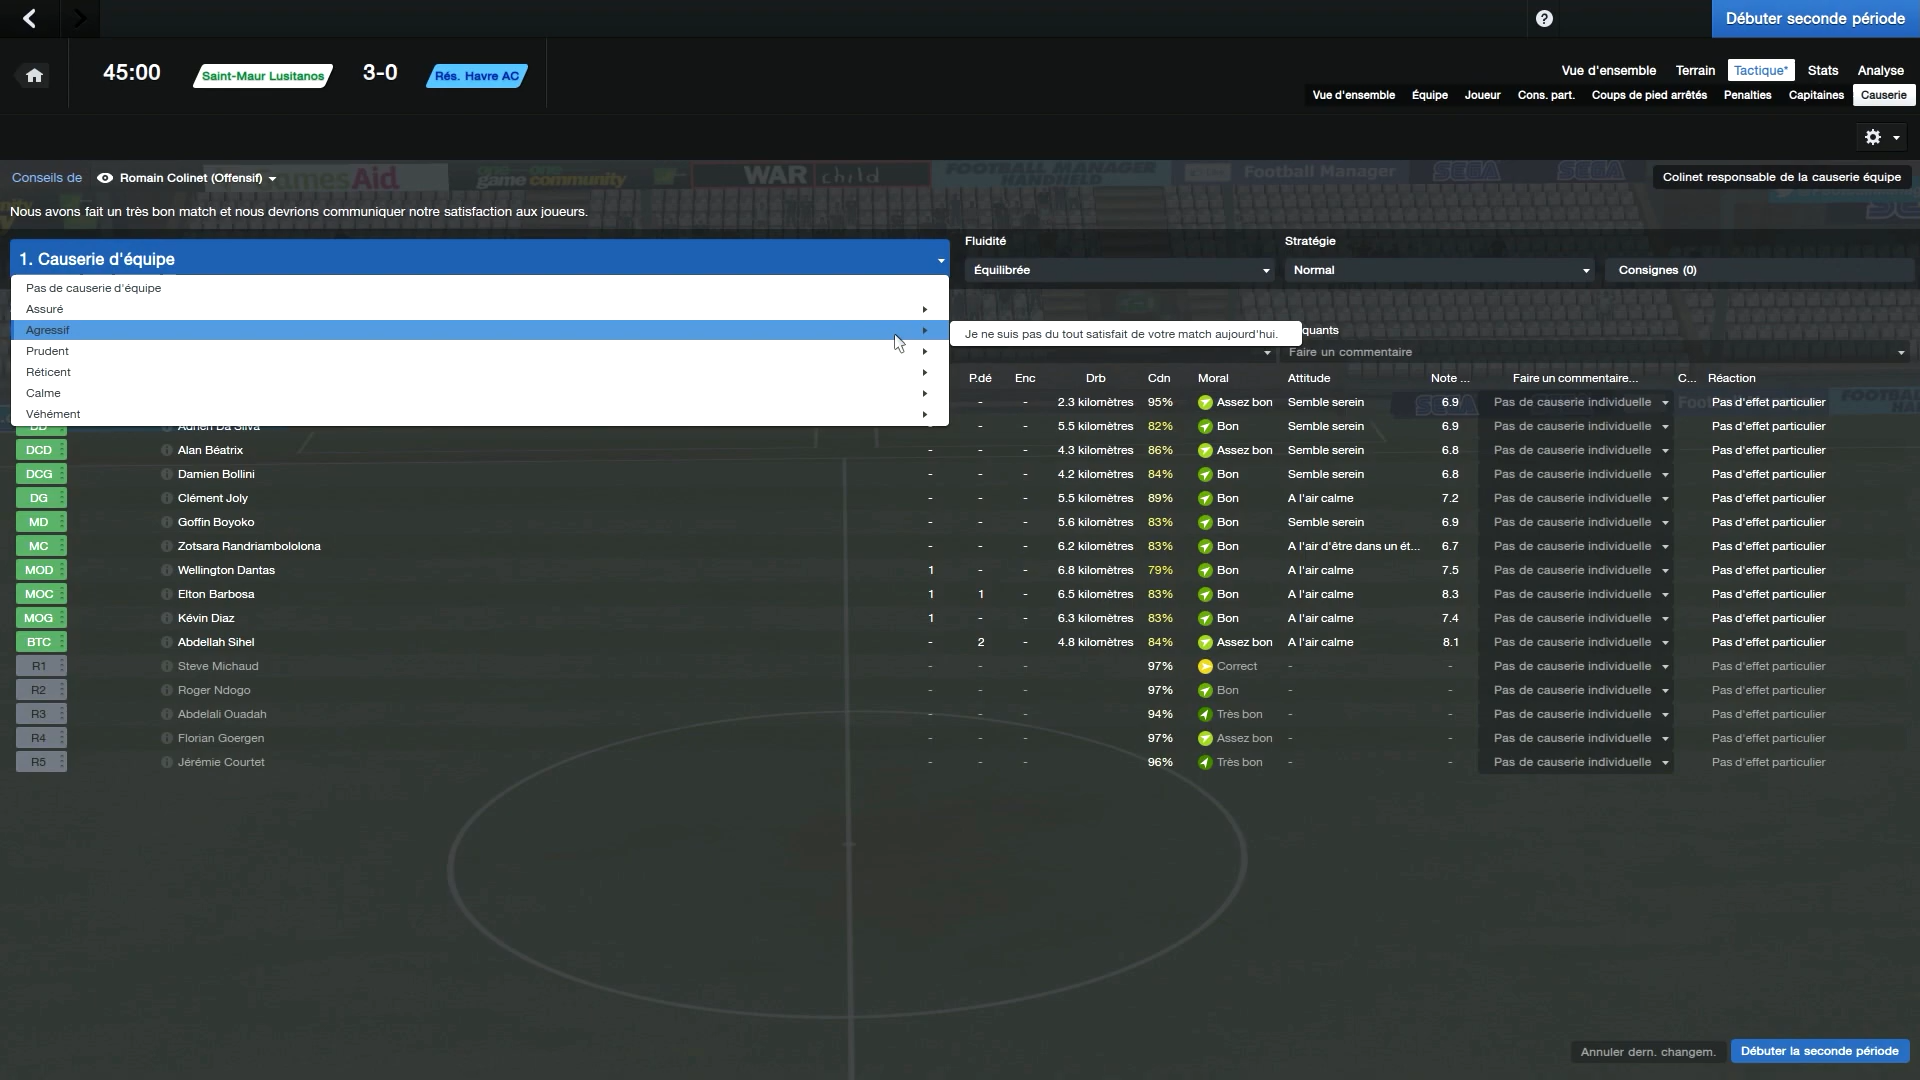 Débuter seconde période
45:00
Saint-Maur Lusitanos
3-0
Rés. Havre AC
Vue d'ensemble Terrain Tactique* Stats Analyse
Vue d'ensemble Équipe Joueur Cons. part. Coups de pied arrêtés Penalties Capitaines Causerie
Conseils de Romain Colinet (Offensif)
Colinet responsable de la causerie équipe
Nous avons fait un très bon match et nous devrions communiquer notre satisfaction aux joueurs.
1. Causerie d'équipe
Fluidité
Équilibrée
Stratégie
Normal
Consignes (0)
Pas de causerie d'équipe
Assuré
Agressif
Prudent
Réticent
Calme
Véhément
Je ne suis pas du tout satisfait de votre match aujourd'hui.
quants
Faire un commentaire
P.dé Enc Drb Cdn Moral Attitude Note ... Faire un commentaire... C... Réaction
- - 2.3 kilomètres 95% Assez bon Semble serein 6.9 Pas de causerie individuelle Pas d'effet particulier
DD Adrien Da Silva - - - 5.5 kilomètres 82% Bon Semble serein 6.9 Pas de causerie individuelle Pas d'effet particulier
DCD Alan Béatrix - - - 4.3 kilomètres 86% Assez bon Semble serein 6.8 Pas de causerie individuelle Pas d'effet particulier
DCG Damien Bollini - - - 4.2 kilomètres 84% Bon Semble serein 6.8 Pas de causerie individuelle Pas d'effet particulier
DG Clément Joly - - - 5.5 kilomètres 89% Bon A l'air calme 7.2 Pas de causerie individuelle Pas d'effet particulier
MD Goffin Boyoko - - - 5.6 kilomètres 83% Bon Semble serein 6.9 Pas de causerie individuelle Pas d'effet particulier
MC Zotsara Randriambololona - - - 6.2 kilomètres 83% Bon A l'air d'être dans un ét... 6.7 Pas de causerie individuelle Pas d'effet particulier
MOD Wellington Dantas 1 - - 6.8 kilomètres 79% Bon A l'air calme 7.5 Pas de causerie individuelle Pas d'effet particulier
MOC Elton Barbosa 1 1 - 6.5 kilomètres 83% Bon A l'air calme 8.3 Pas de causerie individuelle Pas d'effet particulier
MOG Kévin Diaz 1 - - 6.3 kilomètres 83% Bon A l'air calme 7.4 Pas de causerie individuelle Pas d'effet particulier
BTC Abdellah Sihel - 2 - 4.8 kilomètres 84% Assez bon A l'air calme 8.1 Pas de causerie individuelle Pas d'effet particulier
R1 Steve Michaud - - - 97% Correct - - Pas de causerie individuelle Pas d'effet particulier
R2 Roger Ndogo - - - 97% Bon - - Pas de causerie individuelle Pas d'effet particulier
R3 Abdelali Ouadah - - - 94% Très bon - - Pas de causerie individuelle Pas d'effet particulier
R4 Florian Goergen - - - 97% Assez bon - - Pas de causerie individuelle Pas d'effet particulier
R5 Jérémie Courtet - - - 96% Très bon - - Pas de causerie individuelle Pas d'effet particulier
Annuler dern. changem. Débuter la seconde période